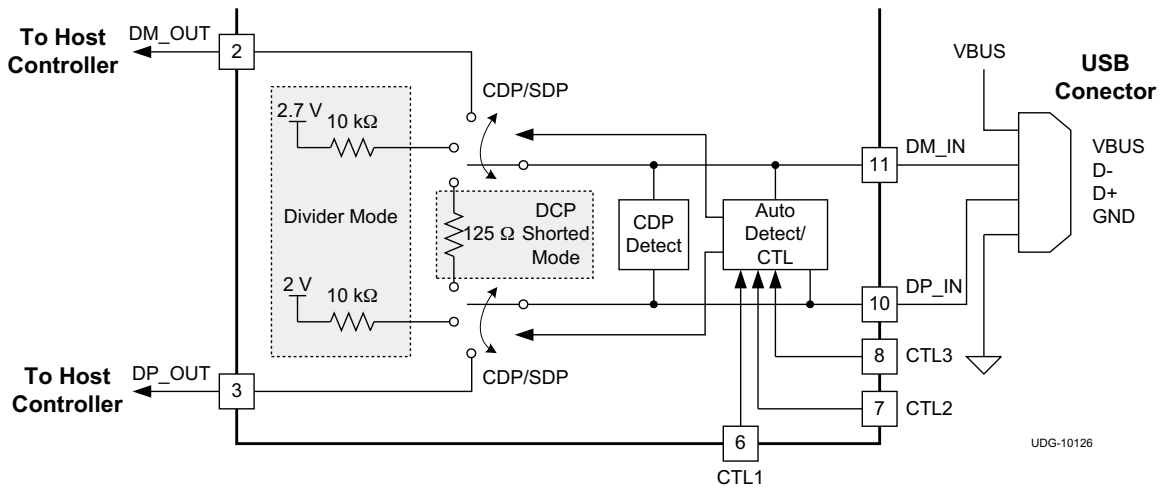 To Host
Controller
DM_OUT
2
CDP/SDP
2.7 V
10 kΩ
Divider Mode
125 Ω
DCP
Shorted
Mode
2 V
10 kΩ
CDP/SDP
CDP
Detect
Auto
Detect/
CTL
11
DM_IN
10
DP_IN
VBUS
USB
Conector
VBUS
D-
D+
GND
8
CTL3
7
CTL2
6
CTL1
To Host
Controller
DP_OUT
3
UDG-10126